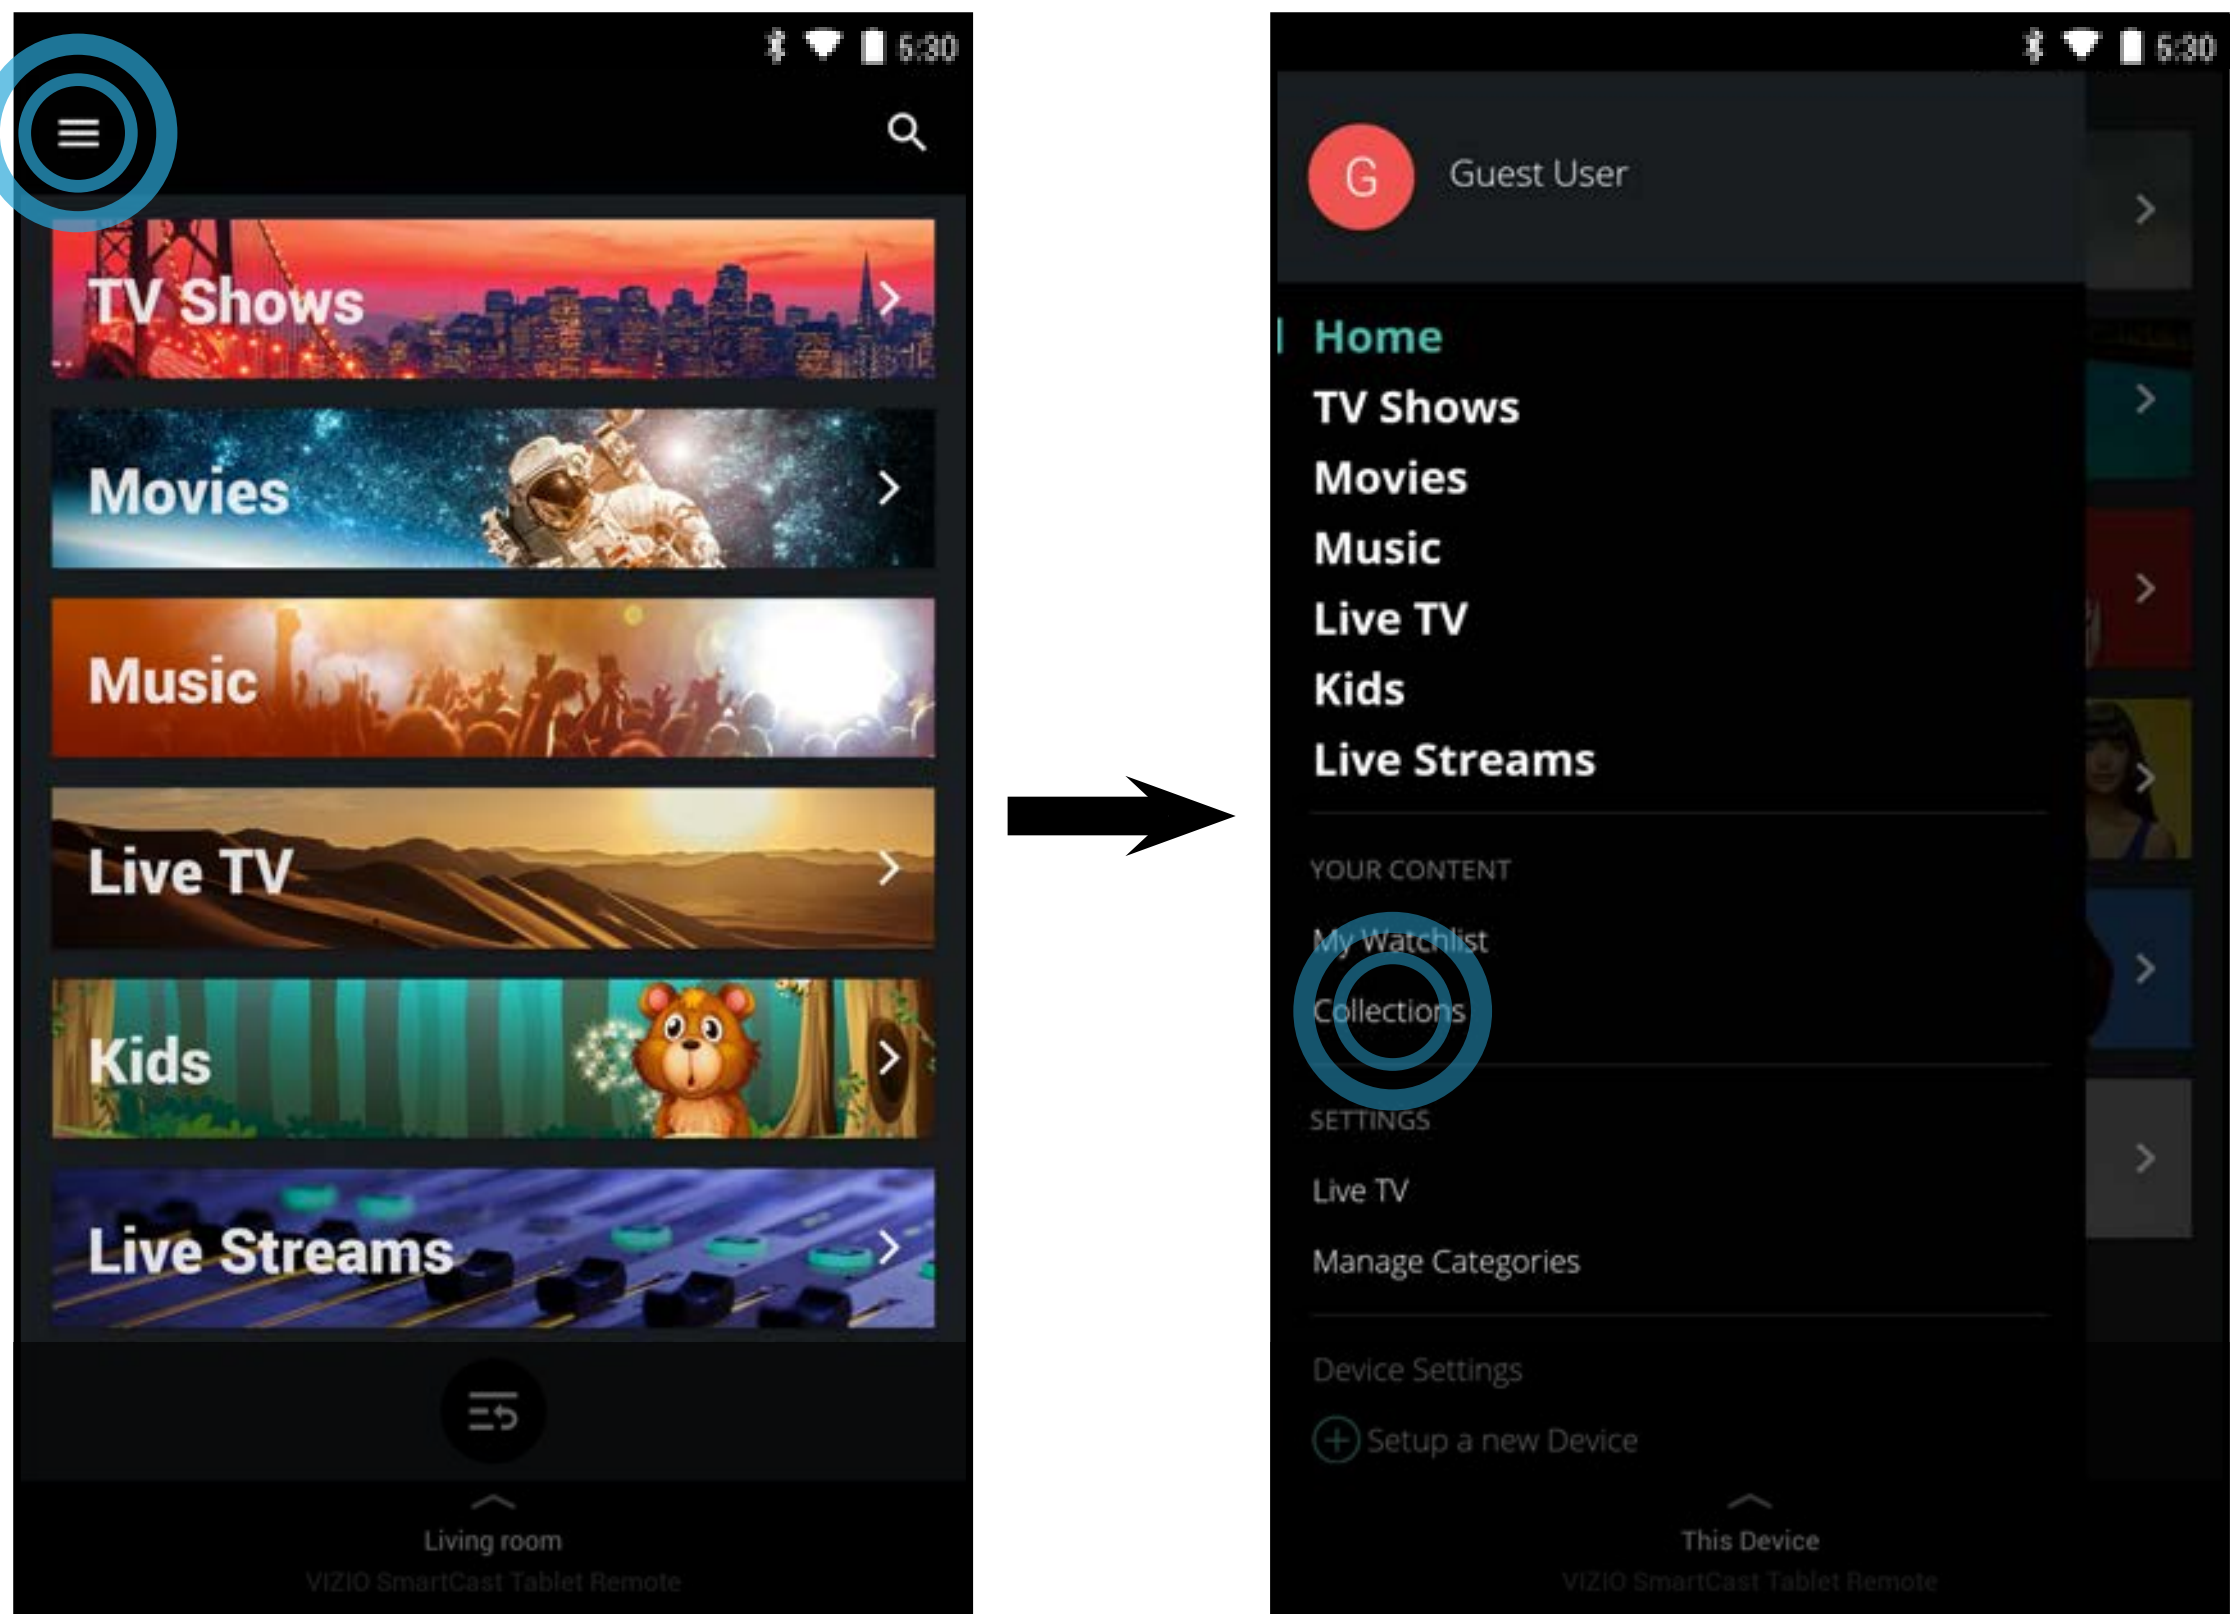 6:30
TV Shows
Movies
Music
Live TV
Kids
Live Streams
Living room
VIZIO SmartCast Tablet Remote
6:30
G
Guest User
Home
TV Shows
Movies
Music
Live TV
Kids
Live Streams
YOUR CONTENT
My Watchlist
Collections
SETTINGS
Live TV
Manage Categories
Device Settings
Setup a new Device
This Device
VIZIO SmartCast Tablet Remote